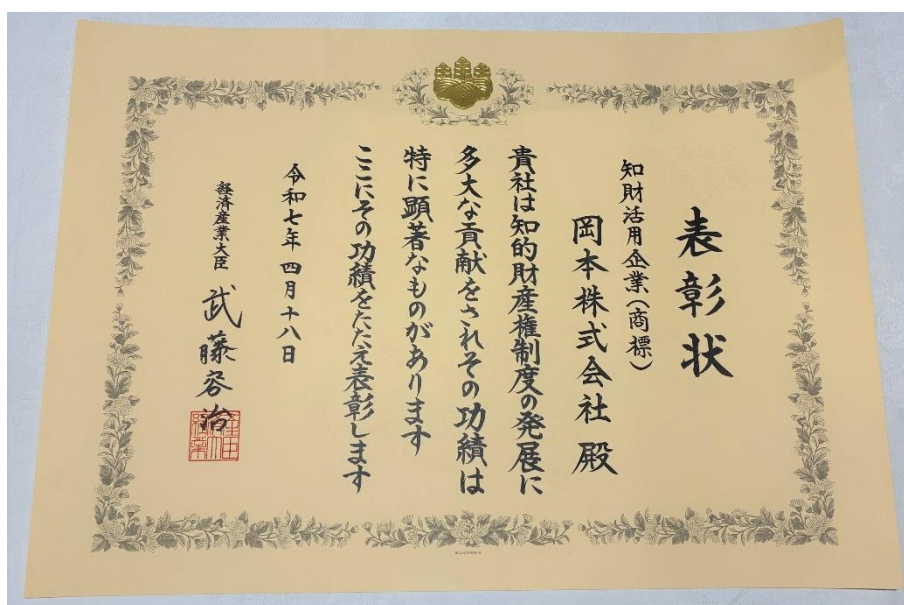 表彰状
知財活用企業（商標）
岡本株式会社 殿
貴社は知的財産権制度の発展に
多大な貢献をされその功績は
特に顕著なものがあります
ここにその功績をたたえ表彰します
令和七年四月十八日
経済産業大臣 武藤容治